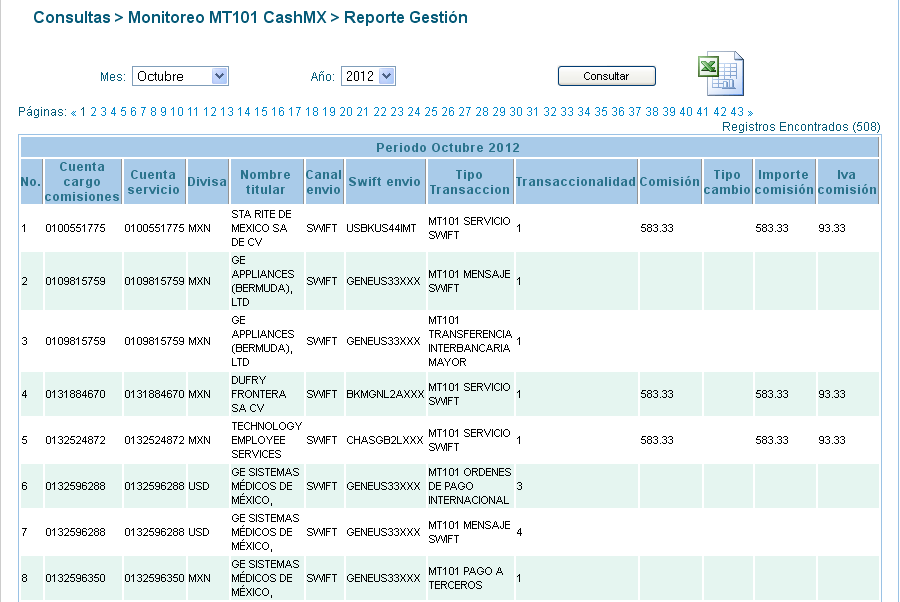 Consultas > Monitoreo MT101 CashMX > Reporte Gestión
Mes: Octubre Año: 2012 Consultar
Páginas: « 1 2 3 4 5 6 7 8 9 10 11 12 13 14 15 16 17 18 19 20 21 22 23 24 25 26 27 28 29 30 31 32 33 34 35 36 37 38 39 40 41 42 43 »
Registros Encontrados (508)
Periodo Octubre 2012
No. Cuenta cargo comisiones Cuenta servicio Divisa Nombre titular Canal envio Swift envio Tipo Transaccion Transaccionalidad Comisión Tipo cambio Importe comisión Iva comisión
1 0100551775 0100551775 MXN STA RITE DE MEXICO SA DE CV SWIFT USBKUS44IMT MT101 SERVICIO SWIFT 1 583.33 583.33 93.33
2 0109815759 0109815759 MXN GE APPLIANCES (BERMUDA), LTD SWIFT GENEUS33XXX MT101 MENSAJE SWIFT 1
3 0109815759 0109815759 MXN GE APPLIANCES (BERMUDA), LTD SWIFT GENEUS33XXX MT101 TRANSFERENCIA INTERBANCARIA MAYOR 1
4 0131884670 0131884670 MXN DUFRY FRONTERA SA CV SWIFT BKMGNL2AXXX MT101 SERVICIO SWIFT 1 583.33 583.33 93.33
5 0132524872 0132524872 MXN TECHNOLOGY EMPLOYEE SERVICES SWIFT CHASGB2LXXX MT101 SERVICIO SWIFT 1 583.33 583.33 93.33
6 0132596288 0132596288 USD GE SISTEMAS MÉDICOS DE MÉXICO, SWIFT GENEUS33XXX MT101 ORDENES DE PAGO INTERNACIONAL 3
7 0132596288 0132596288 USD GE SISTEMAS MÉDICOS DE MÉXICO, SWIFT GENEUS33XXX MT101 MENSAJE SWIFT 4
8 0132596350 0132596350 MXN GE SISTEMAS MÉDICOS DE MÉXICO, SWIFT GENEUS33XXX MT101 PAGO A TERCEROS 1